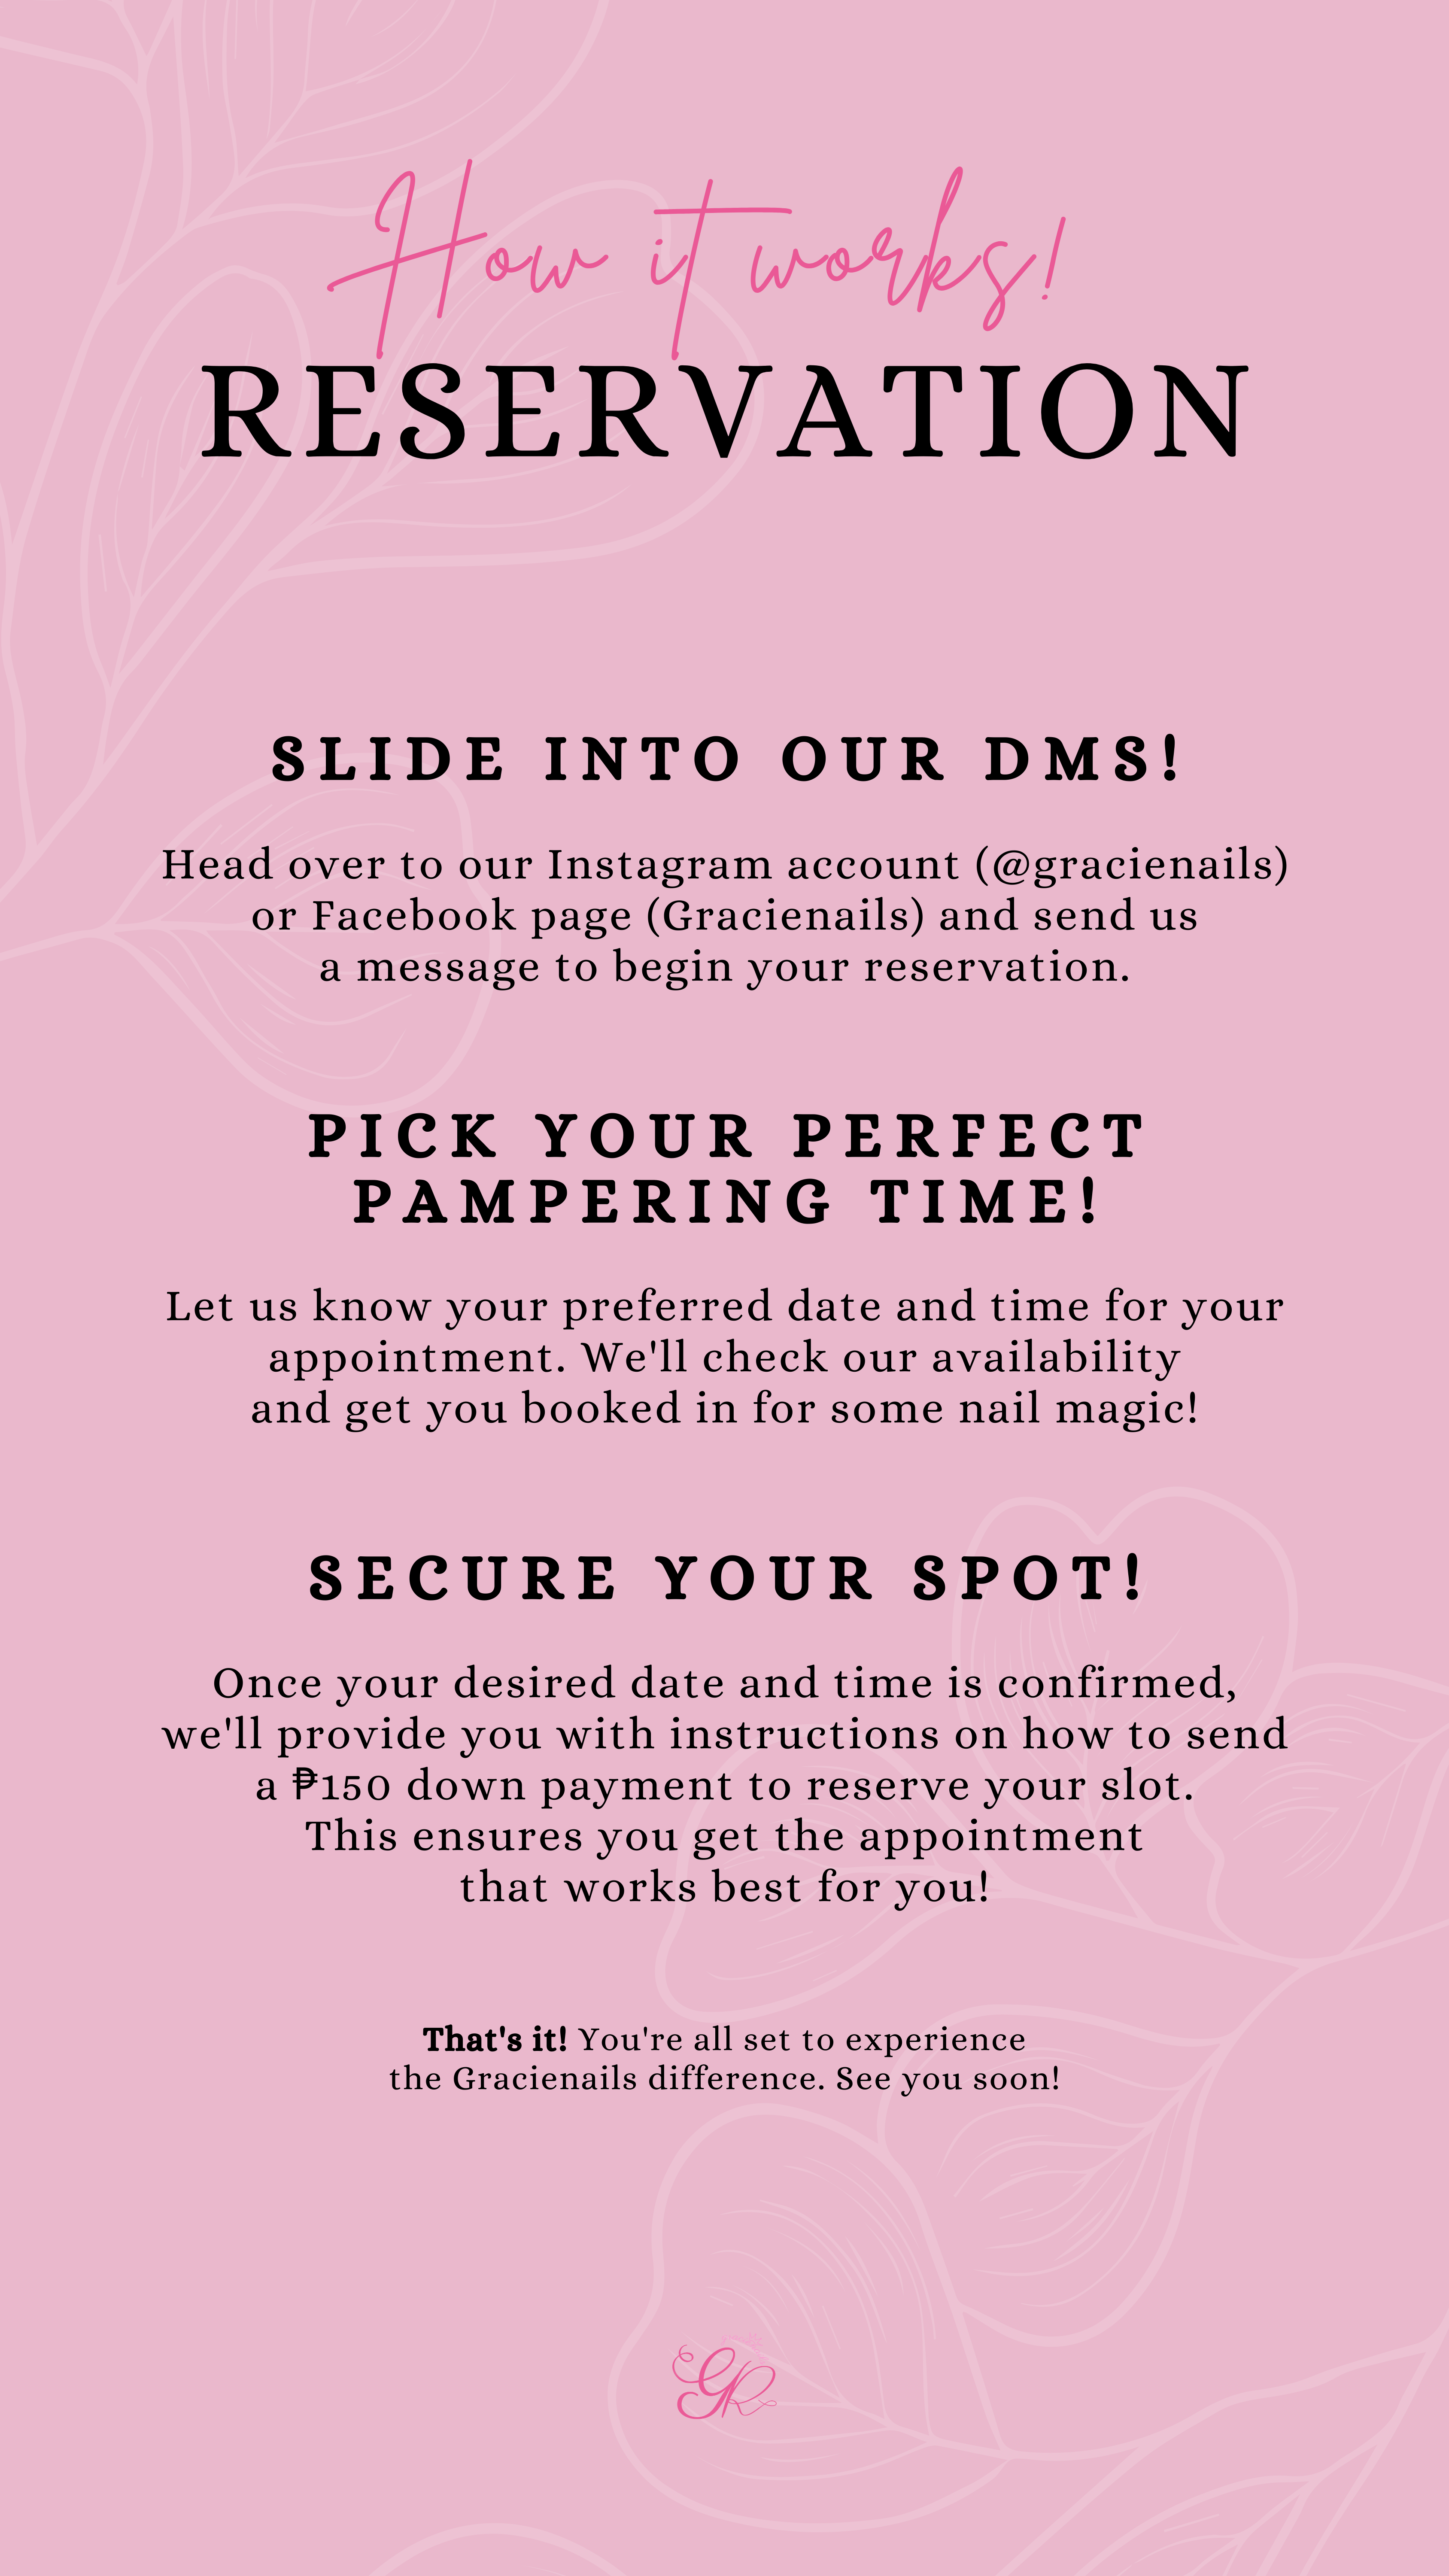 How it works!
RESERVATION
SLIDE INTO OUR DMS!
Head over to our Instagram account (@gracienails)
or Facebook page (Gracienails) and send us
a message to begin your reservation.
PICK YOUR PERFECT
PAMPERING TIME!
Let us know your preferred date and time for your
appointment. We'll check our availability
and get you booked in for some nail magic!
SECURE YOUR SPOT!
Once your desired date and time is confirmed,
we'll provide you with instructions on how to send
a ₱150 down payment to reserve your slot.
This ensures you get the appointment
that works best for you!
That's it! You're all set to experience
the Gracienails difference. See you soon!
GR